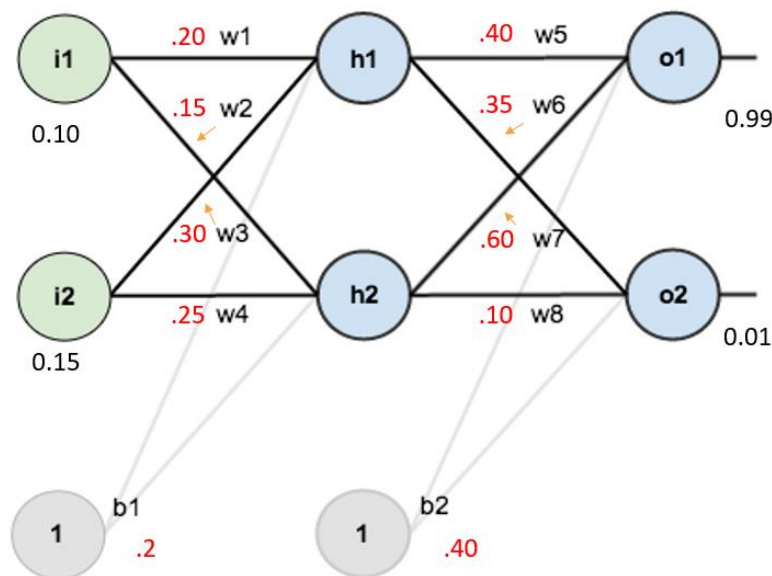 i1
.20 w1
h1
.40 w5
o1
.15 w2
.35 w6
0.10
0.99
.30 w3
.60 w7
i2
.25 w4
h2
.10 w8
o2
0.15
0.01
1
b1
.2
1
b2
.40